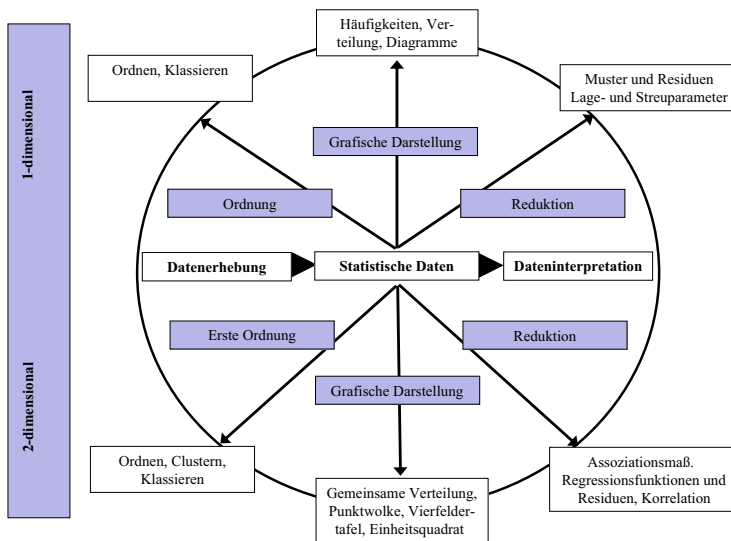 Häufigkeiten, Ver-
teilung, Diagramme
Ordnen, Klassieren
Muster und Residuen
Lage- und Streuparameter
1-dimensional
Grafische Darstellung
Ordnung
Reduktion
Datenerhebung
Statistische Daten
Dateninterpretation
Erste Ordnung
Reduktion
Grafische Darstellung
2-dimensional
Ordnen, Clustern,
Klassieren
Assoziationsmaß.
Regressionsfunktionen und
Residuen, Korrelation
Gemeinsame Verteilung,
Punktwolke, Vierfelder-
tafel, Einheitsquadrat